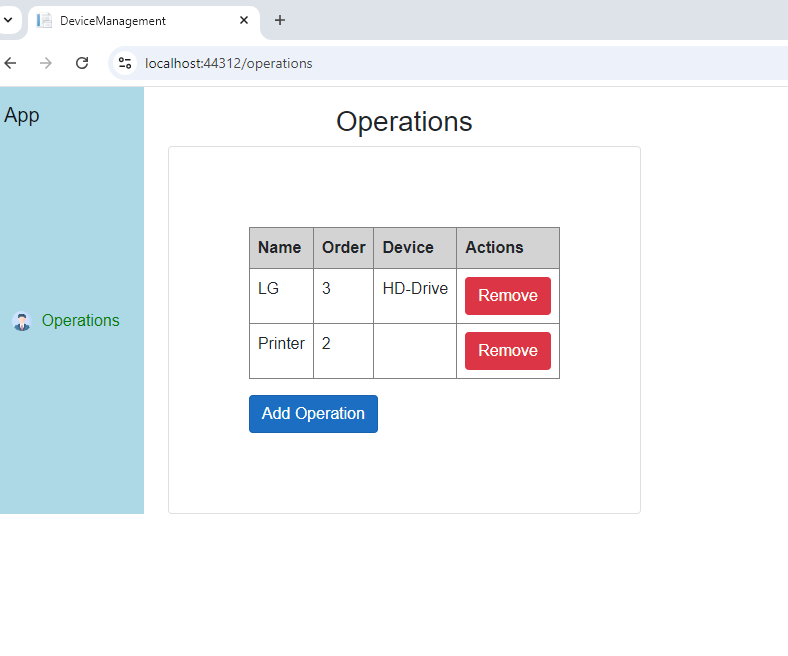 DeviceManagement
localhost:44312/operations
App
Operations
Operations
Name Order Device Actions
LG 3 HD-Drive Remove
Printer 2 Remove
Add Operation